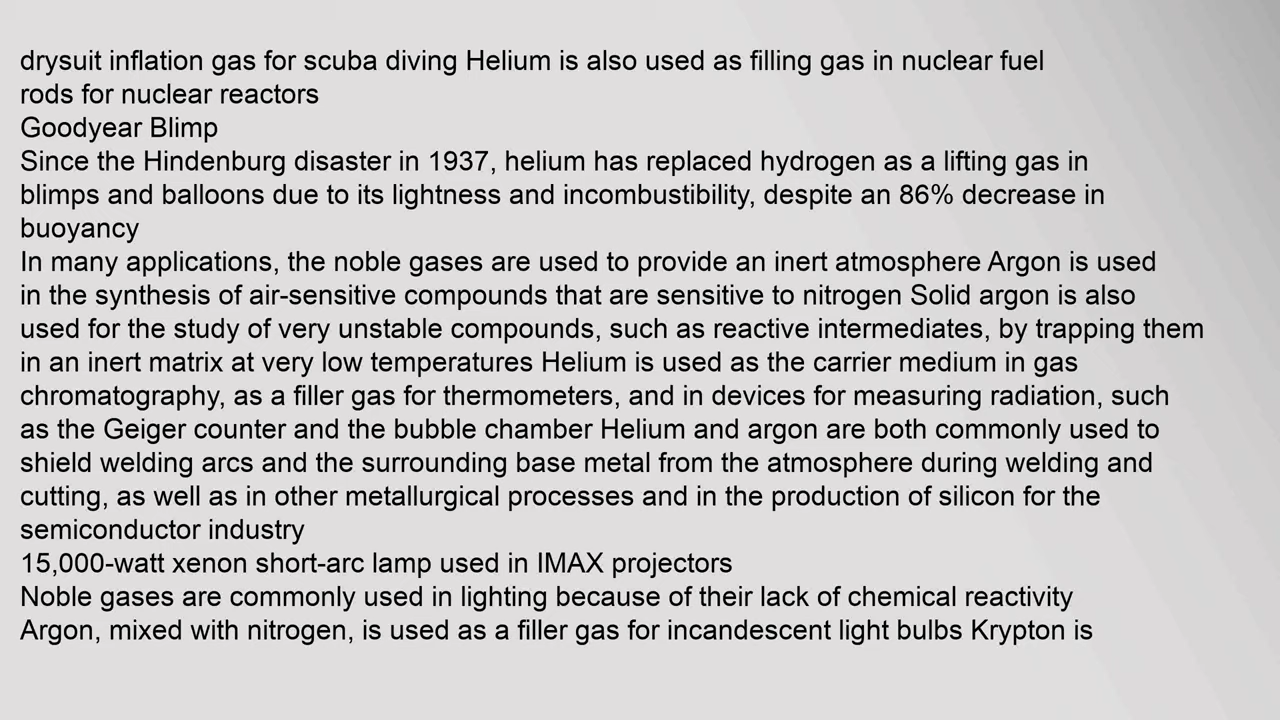 drysuit inflation gas for scuba diving Helium is also used as filling gas in nuclear fuel
rods for nuclear reactors
Goodyear Blimp
Since the Hindenburg disaster in 1937, helium has replaced hydrogen as a lifting gas in
blimps and balloons due to its lightness and incombustibility, despite an 86% decrease in
buoyancy
In many applications, the noble gases are used to provide an inert atmosphere Argon is used
in the synthesis of air-sensitive compounds that are sensitive to nitrogen Solid argon is also
used for the study of very unstable compounds, such as reactive intermediates, by trapping them
in an inert matrix at very low temperatures Helium is used as the carrier medium in gas
chromatography, as a filler gas for thermometers, and in devices for measuring radiation, such
as the Geiger counter and the bubble chamber Helium and argon are both commonly used to
shield welding arcs and the surrounding base metal from the atmosphere during welding and
cutting, as well as in other metallurgical processes and in the production of silicon for the
semiconductor industry
15,000-watt xenon short-arc lamp used in IMAX projectors
Noble gases are commonly used in lighting because of their lack of chemical reactivity
Argon, mixed with nitrogen, is used as a filler gas for incandescent light bulbs Krypton is